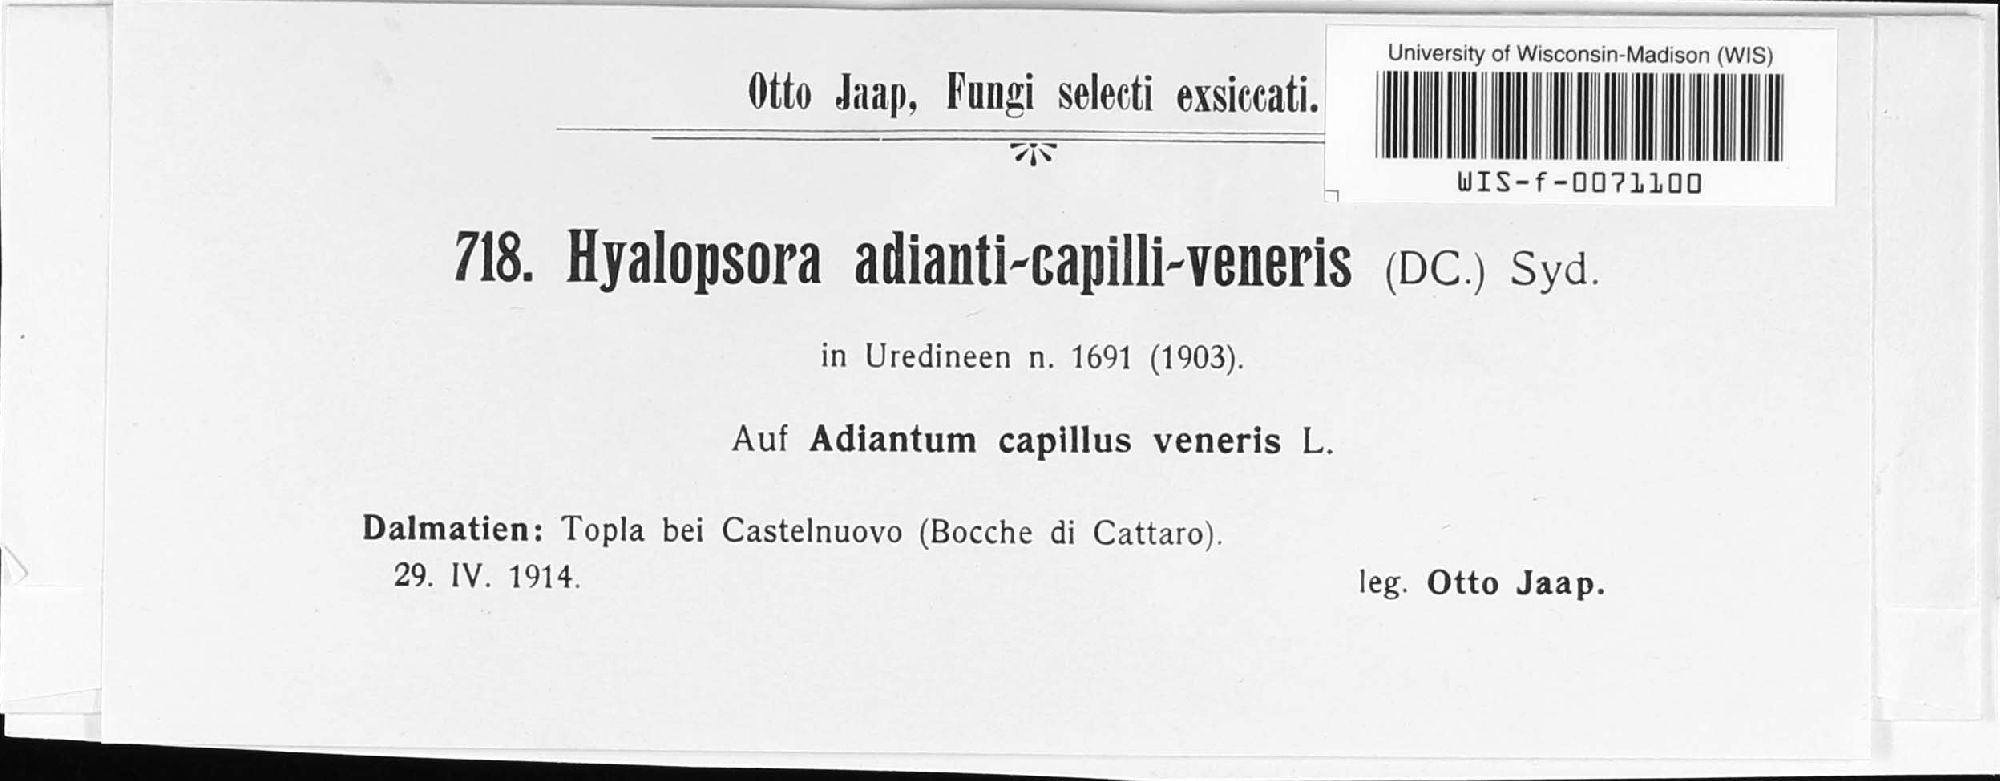 Otto Jaap, Fungi selecti exsiccati.
University of Wisconsin-Madison (WIS)
WIS-f-0071100
718. Hyalopsora adianti-capilli-veneris (DC.) Syd.
in Uredineen n. 1691 (1903).
Auf Adiantum capillus veneris L.
Dalmatien: Topla bei Castelnuovo (Bocche di Cattaro).
29. IV. 1914.
leg. Otto Jaap.